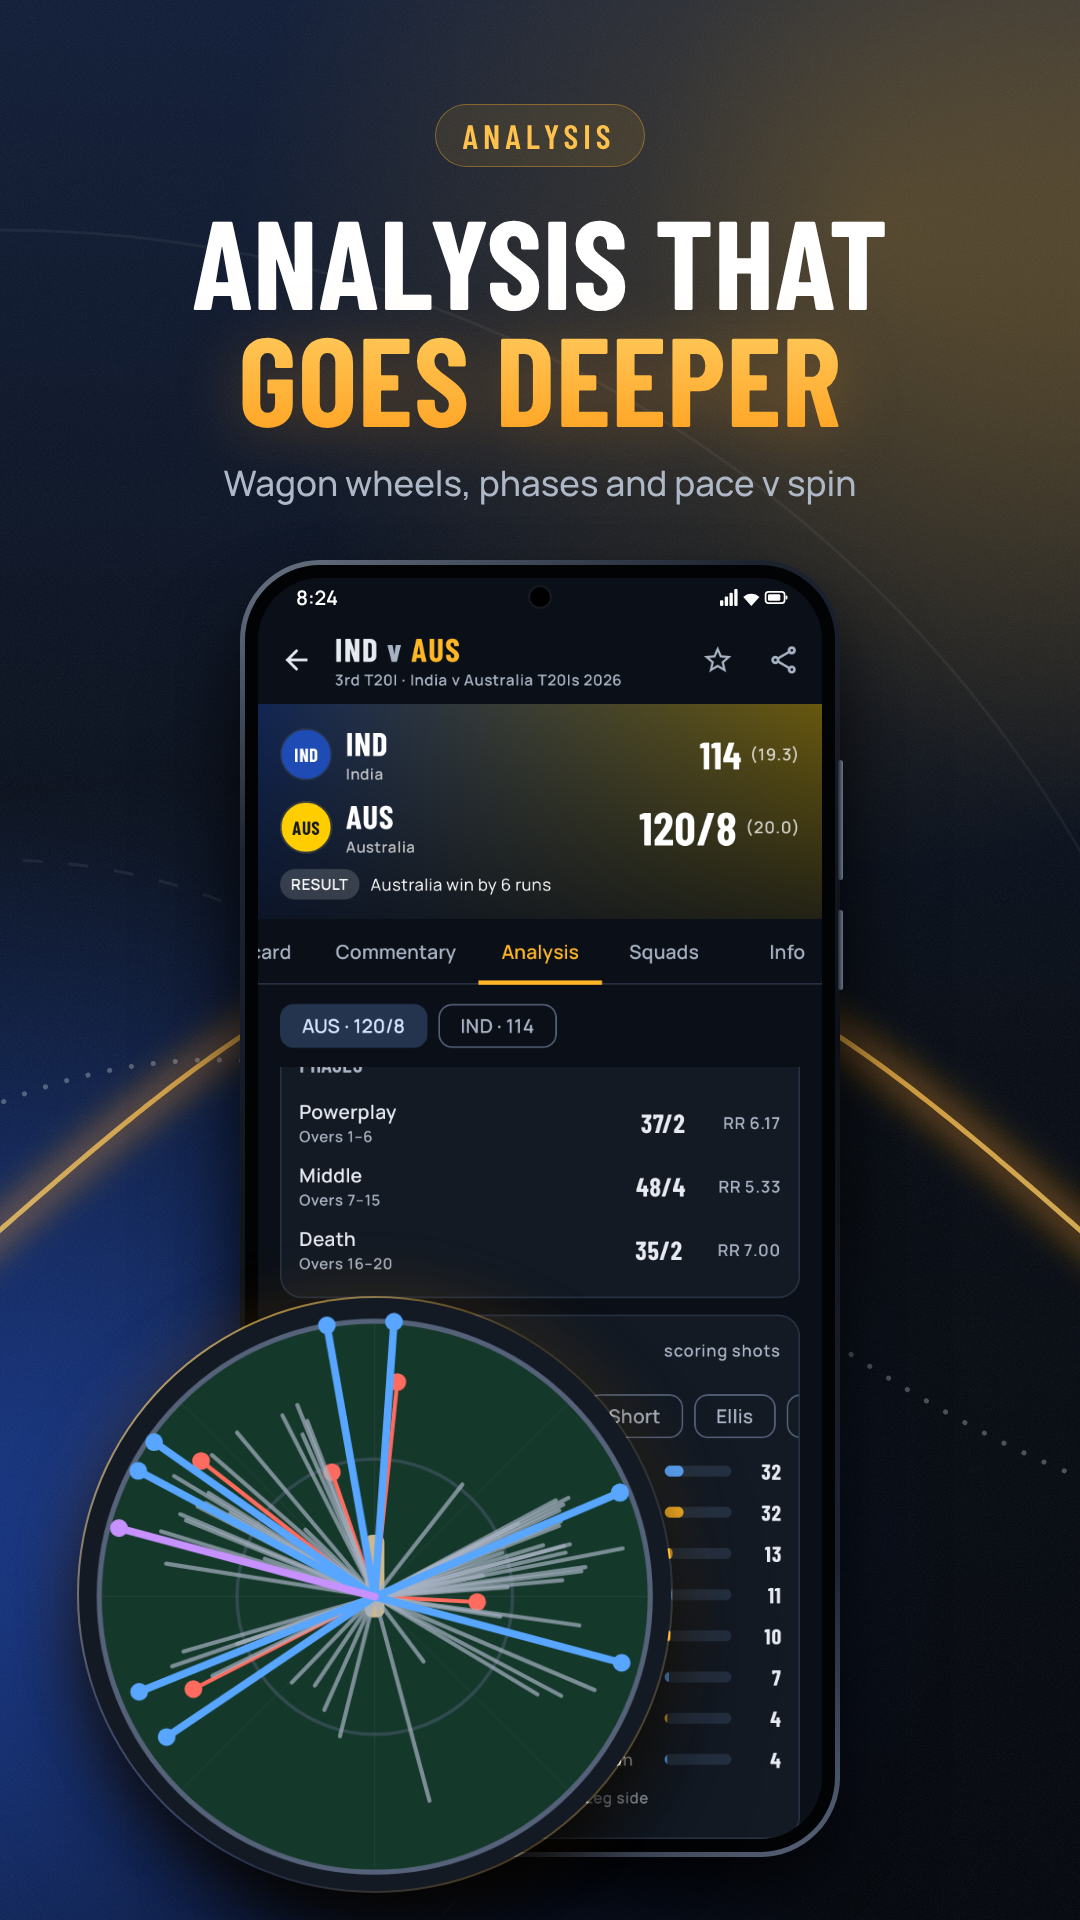 ANALYSIS
ANALYSIS THAT
GOES DEEPER
Wagon wheels, phases and pace v spin
8:24
IND v AUS
3rd T20I · India v Australia T20Is 2026
IND IND 114 (19.3)
India
AUS AUS 120/8 (20.0)
Australia
RESULT Australia win by 6 runs
card Commentary Analysis Squads Info
AUS · 120/8 IND · 114
PHASES
Powerplay 37/2 RR 6.17
Overs 1–6
Middle 48/4 RR 5.33
Overs 7–15
Death 35/2 RR 7.00
Overs 16–20
scoring shots
Short Ellis
32
32
13
11
10
7
4
4
Leg side